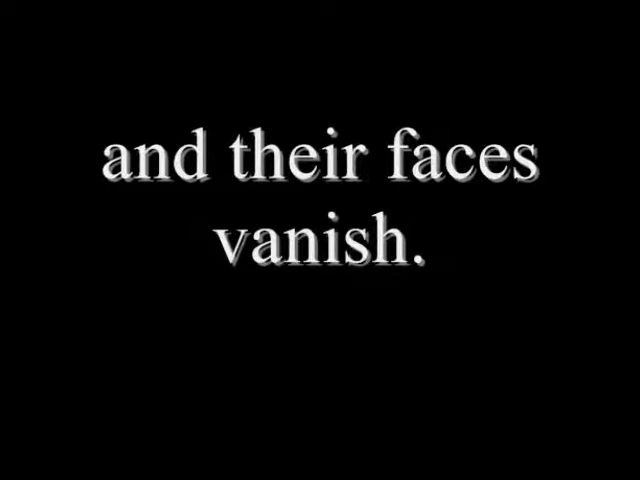 and their faces
vanish.